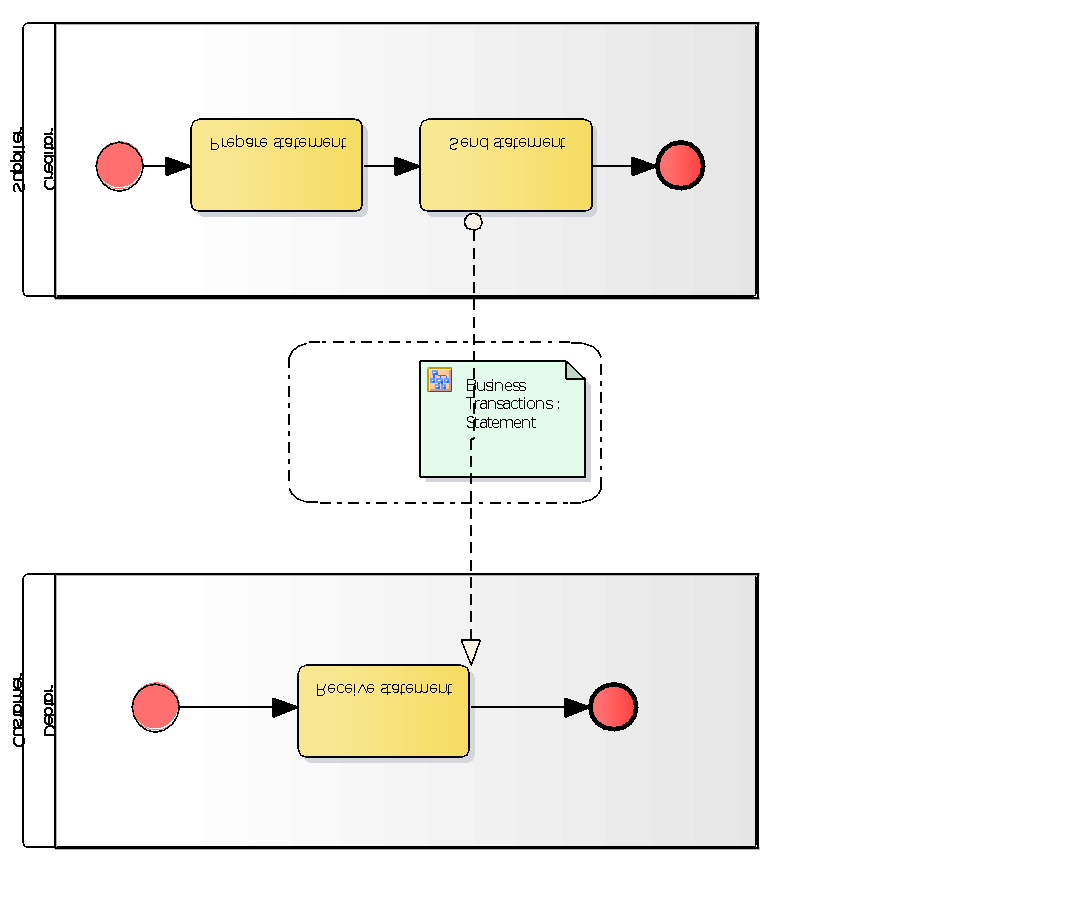 Supplier
Creditor
Prepare statement
Send statement
Business
Transactions :
Statement
Customer
Debtor
Receive statement